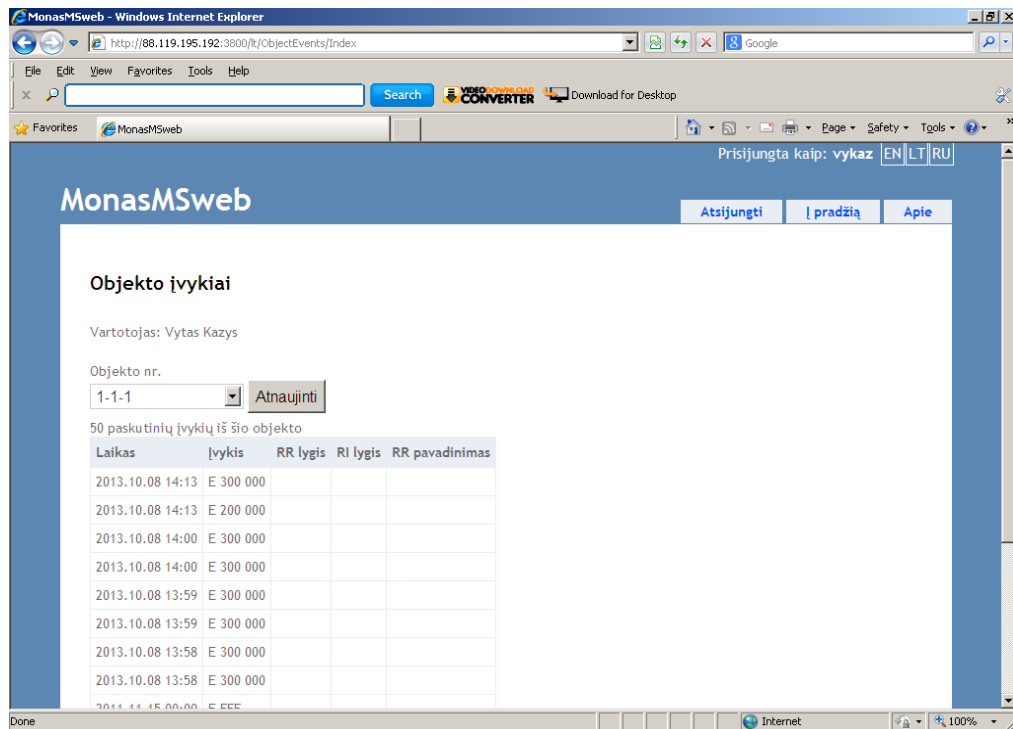 MonasMSweb - Windows Internet Explorer
http://88.119.195.192:3800/lt/ObjectEvents/Index
Google
File Edit View Favorites Tools Help
Search VIDEO DOWNLOAD CONVERTER Download for Desktop
Favorites MonasMSweb Page Safety Tools
Prisijungta kaip: vykaz EN LT RU
MonasMSweb
Atsijungti Į pradžią Apie
Objekto įvykiai
Vartotojas: Vytas Kazys
Objekto nr.
1-1-1 Atnaujinti
50 paskutinių įvykių iš šio objekto
Laikas Įvykis RR lygis RI lygis RR pavadinimas
2013.10.08 14:13 E 300 000
2013.10.08 14:13 E 200 000
2013.10.08 14:00 E 300 000
2013.10.08 14:00 E 300 000
2013.10.08 13:59 E 300 000
2013.10.08 13:59 E 300 000
2013.10.08 13:58 E 300 000
2013.10.08 13:58 E 300 000
Done Internet 100%